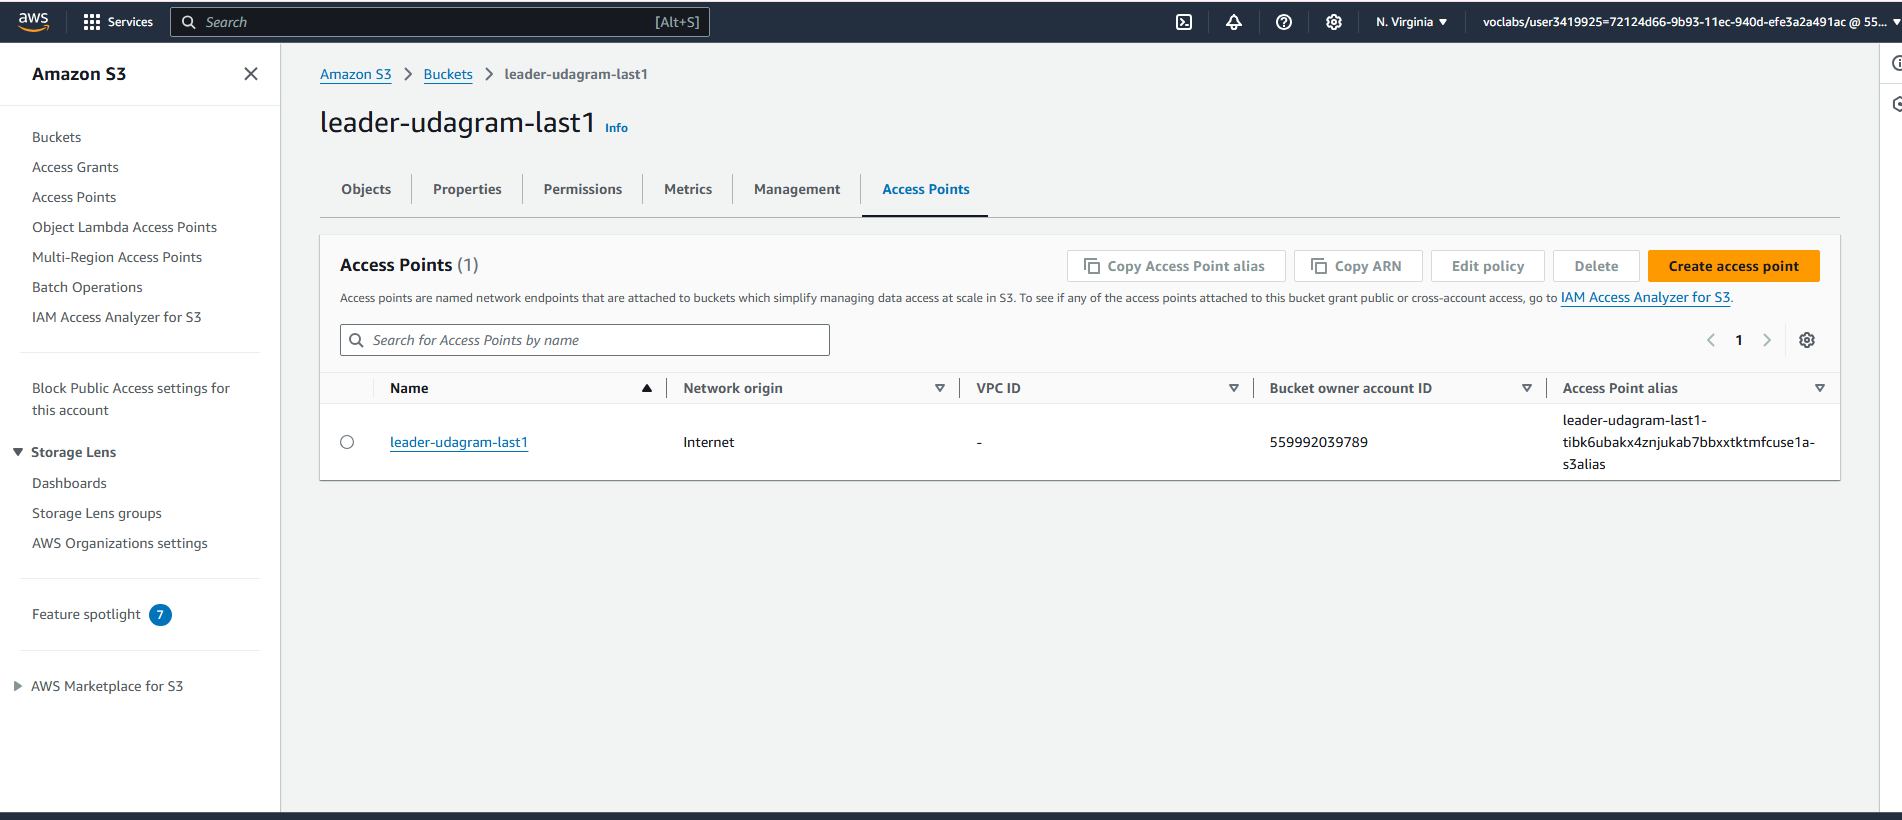 aws
Services
Search
[Alt+S]
N. Virginia
voclabs/user3419925=72124d66-9b93-11ec-940d-efe3a2a491ac @ 55...
Amazon S3
Buckets
Access Grants
Access Points
Object Lambda Access Points
Multi-Region Access Points
Batch Operations
IAM Access Analyzer for S3
Block Public Access settings for
this account
Storage Lens
Dashboards
Storage Lens groups
AWS Organizations settings
Feature spotlight 7
AWS Marketplace for S3
Amazon S3 > Buckets > leader-udagram-last1
leader-udagram-last1 Info
Objects
Properties
Permissions
Metrics
Management
Access Points
Access Points (1)
Copy Access Point alias
Copy ARN
Edit policy
Delete
Create access point
Access points are named network endpoints that are attached to buckets which simplify managing data access at scale in S3. To see if any of the access points attached to this bucket grant public or cross-account access, go to IAM Access Analyzer for S3.
Search for Access Points by name
1
Name
Network origin
VPC ID
Bucket owner account ID
Access Point alias
leader-udagram-last1
Internet
-
559992039789
leader-udagram-last1-
tibk6ubakx4znjukab7bbxxtktmfcuse1a-
s3alias